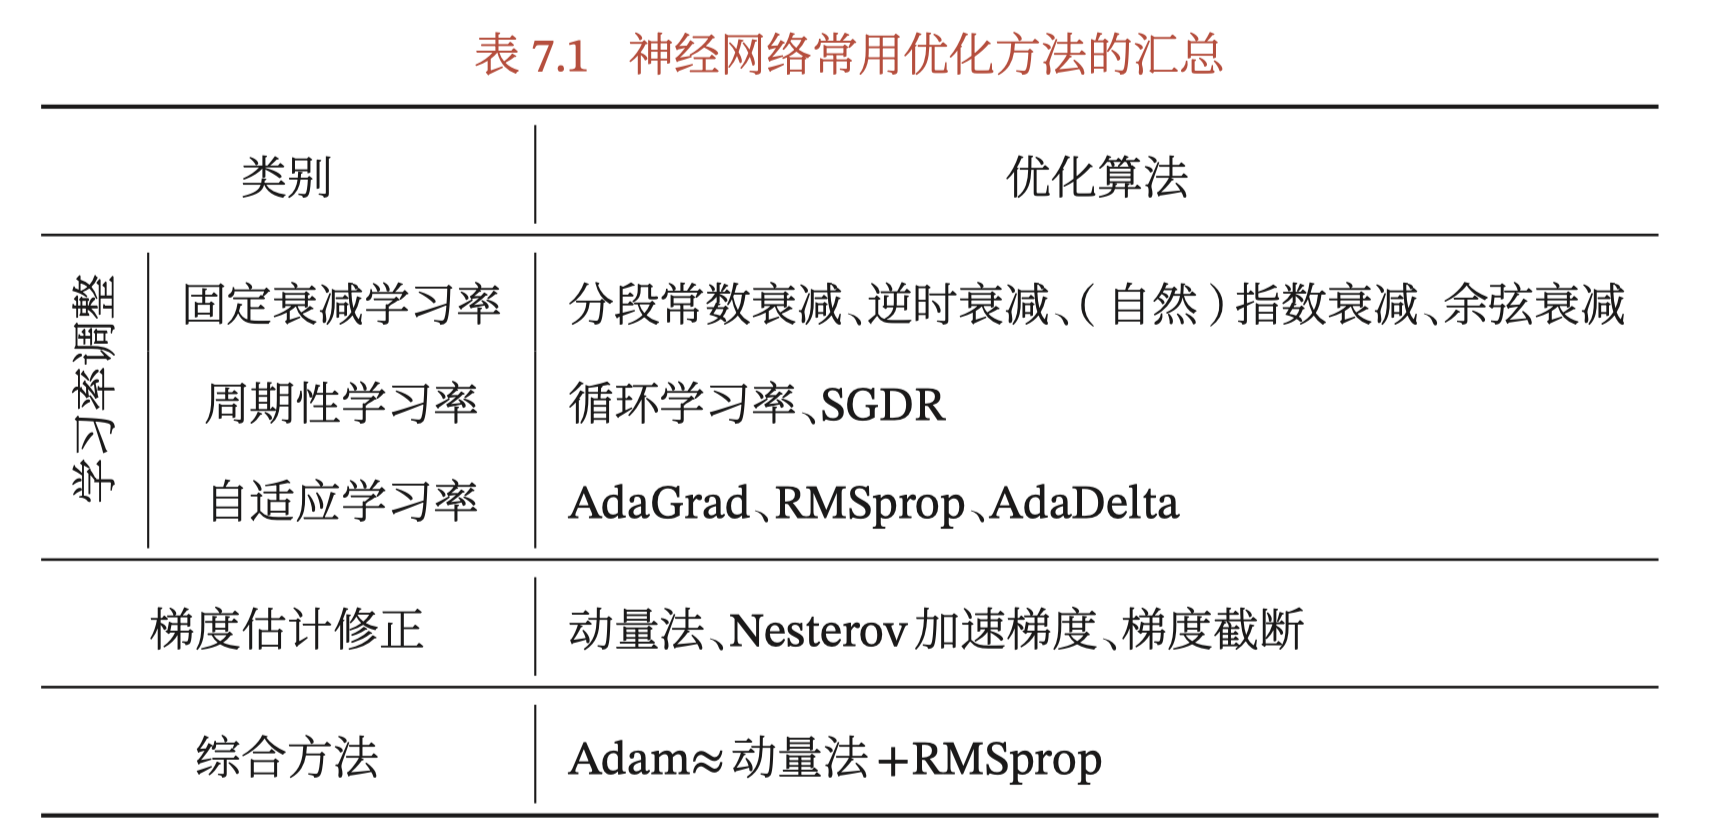 表 7.1 神经网络常用优化方法的汇总
类别 优化算法
学习率调整
固定衰减学习率 分段常数衰减、逆时衰减、(自然)指数衰减、余弦衰减
周期性学习率 循环学习率、SGDR
自适应学习率 AdaGrad、RMSprop、AdaDelta
梯度估计修正 动量法、Nesterov 加速梯度、梯度截断
综合方法 Adam≈动量法+RMSprop